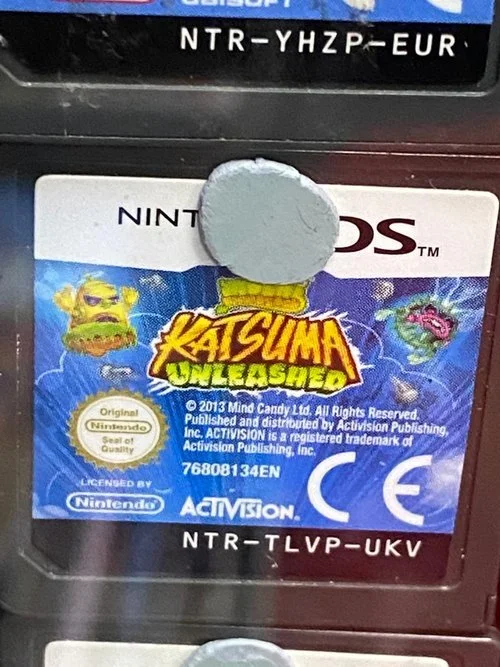 NTR-YHZP-EUR
NINT DS TM
KATSUMA
UNLEASHED
© 2013 Mind Candy Ltd. All Rights Reserved.
Published and distributed by Activision Publishing,
Inc. ACTIVISION is a registered trademark of
Activision Publishing, Inc.
76808134EN
Original
Nintendo
Seal of
Quality
LICENSED BY
Nintendo
ACTIVISION.
CE
NTR-TLVP-UKV